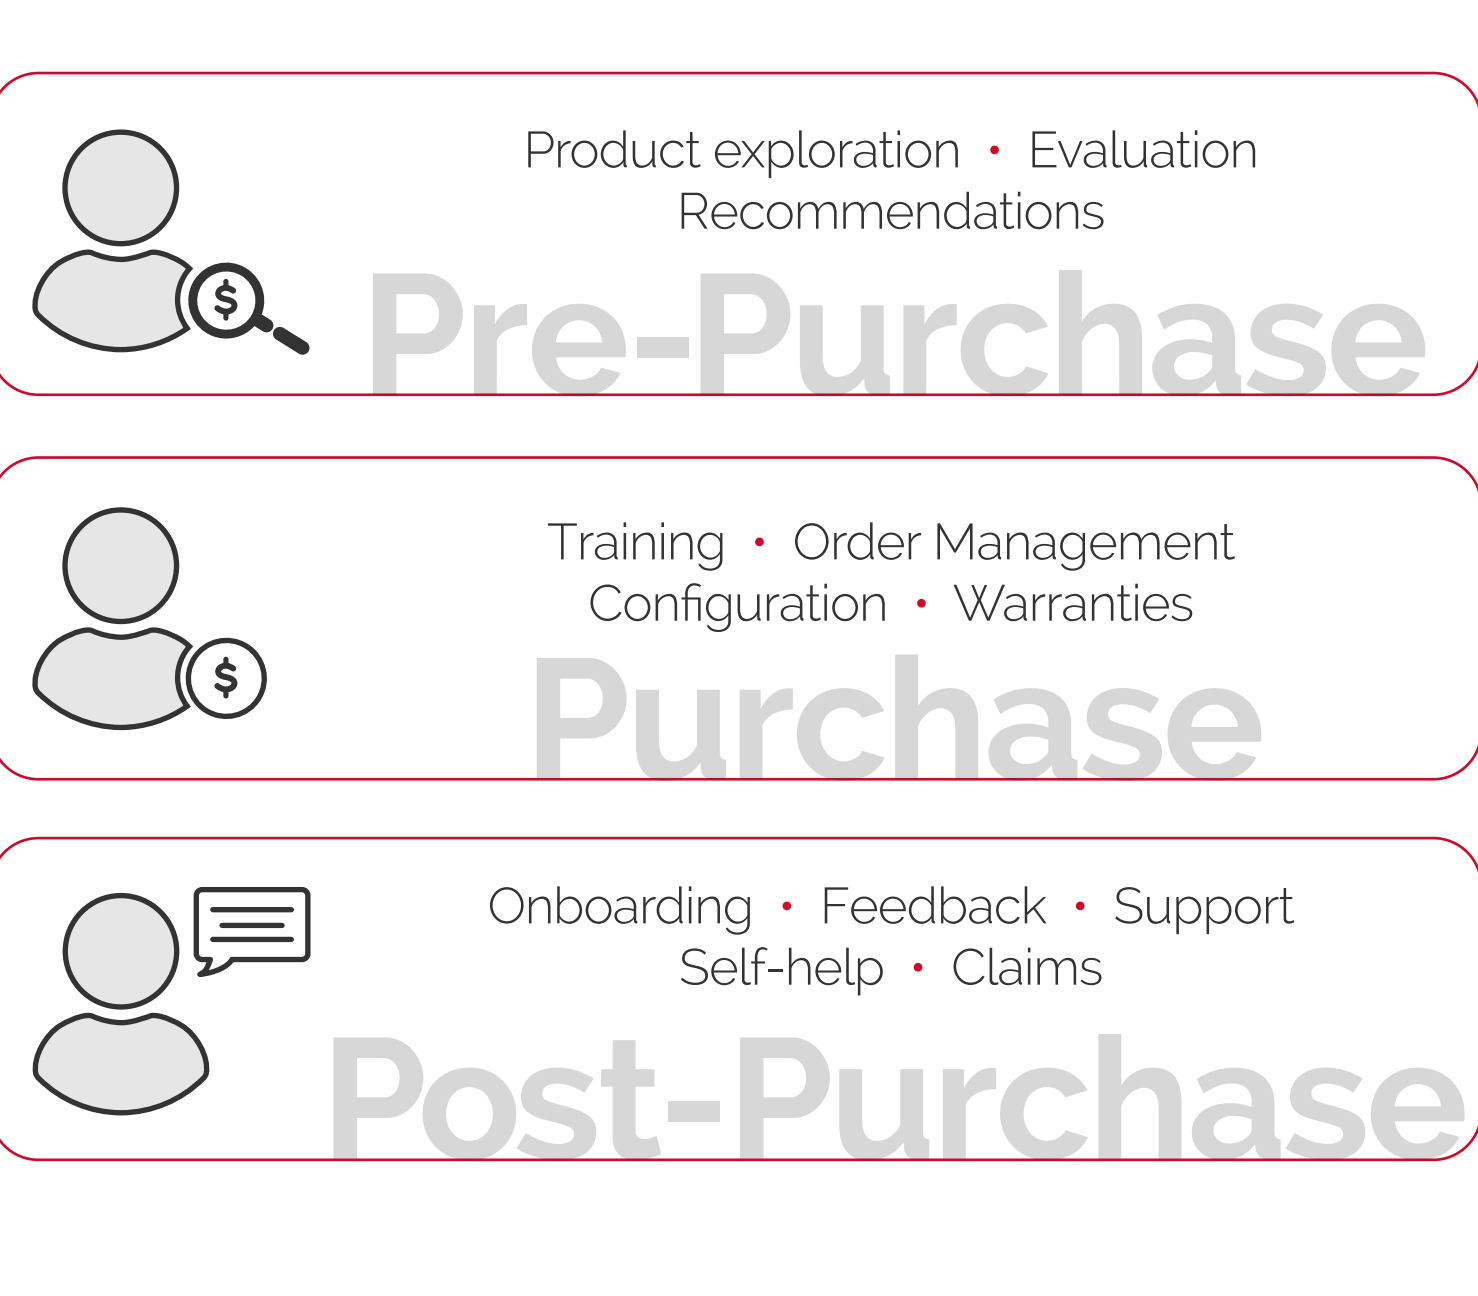 Product exploration • Evaluation
Recommendations
Pre-Purchase
$
Training • Order Management
Configuration • Warranties
Purchase
$
Onboarding • Feedback • Support
Self-help • Claims
Post-Purchase